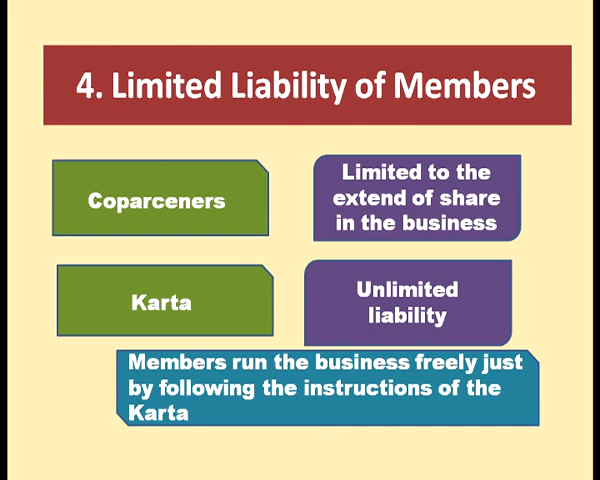 4. Limited Liability of Members
Coparceners
Limited to the
extend of share
in the business
Karta
Unlimited
liability
Members run the business freely just
by following the instructions of the
Karta